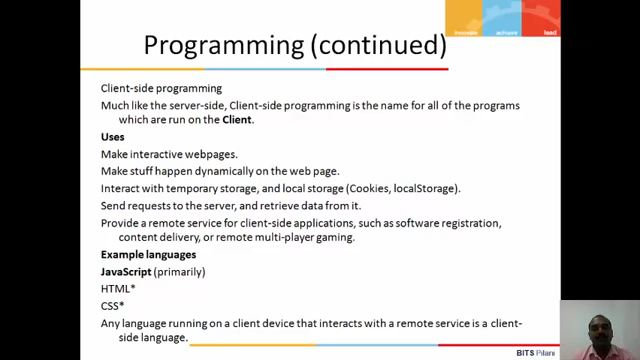 innovate achieve lead
Programming (continued)
Client-side programming
Much like the server-side, Client-side programming is the name for all of the programs
which are run on the Client.
Uses
Make interactive webpages.
Make stuff happen dynamically on the web page.
Interact with temporary storage, and local storage (Cookies, localStorage).
Send requests to the server, and retrieve data from it.
Provide a remote service for client-side applications, such as software registration,
content delivery, or remote multi-player gaming.
Example languages
JavaScript (primarily)
HTML*
CSS*
Any language running on a client device that interacts with a remote service is a client-
side language.
BITS Pilani